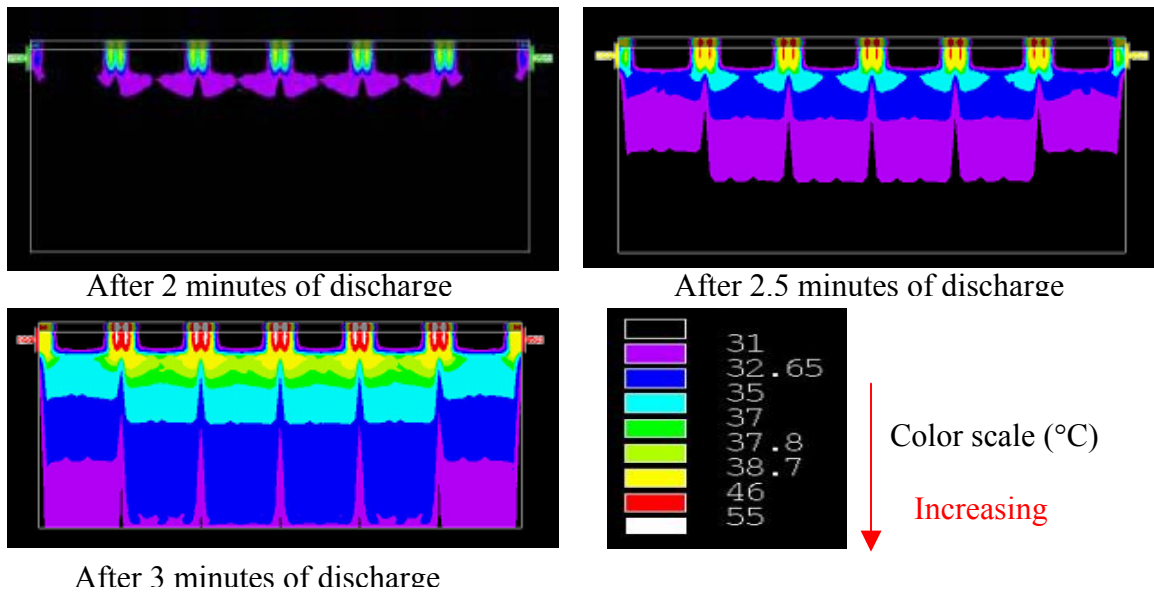 After 2 minutes of discharge
After 2.5 minutes of discharge
31
32.65
35
37
37.8
38.7
46
55
Color scale (°C)
Increasing
After 3 minutes of discharge